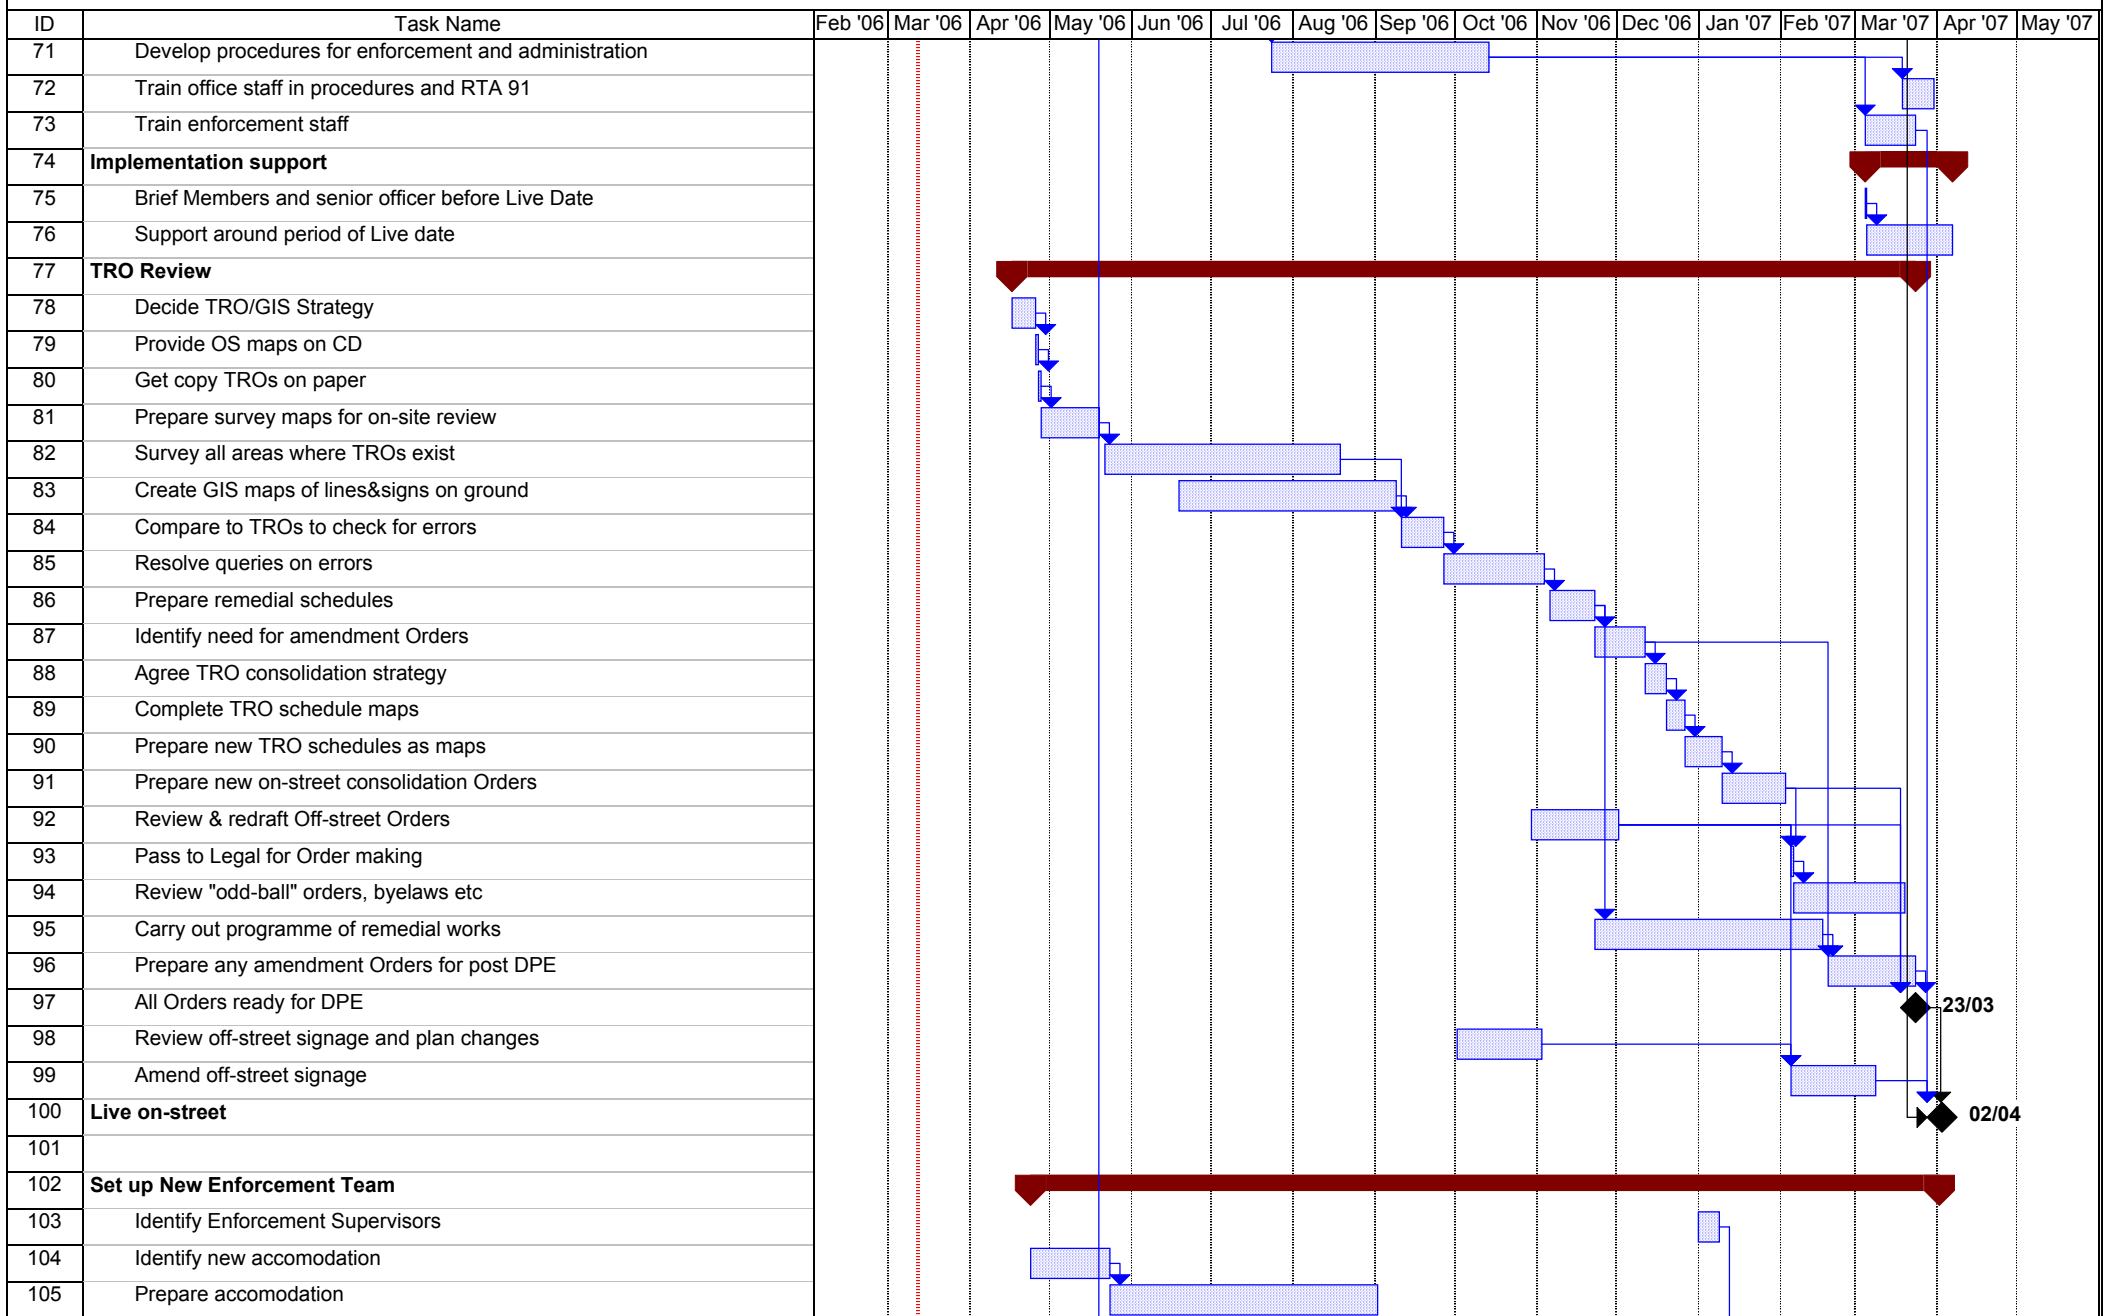 ID Task Name Feb '06 Mar '06 Apr '06 May '06 Jun '06 Jul '06 Aug '06 Sep '06 Oct '06 Nov '06 Dec '06 Jan '07 Feb '07 Mar '07 Apr '07 May '07
71 Develop procedures for enforcement and administration
72 Train office staff in procedures and RTA 91
73 Train enforcement staff
74 Implementation support
75 Brief Members and senior officer before Live Date
76 Support around period of Live date
77 TRO Review
78 Decide TRO/GIS Strategy
79 Provide OS maps on CD
80 Get copy TROs on paper
81 Prepare survey maps for on-site review
82 Survey all areas where TROs exist
83 Create GIS maps of lines&signs on ground
84 Compare to TROs to check for errors
85 Resolve queries on errors
86 Prepare remedial schedules
87 Identify need for amendment Orders
88 Agree TRO consolidation strategy
89 Complete TRO schedule maps
90 Prepare new TRO schedules as maps
91 Prepare new on-street consolidation Orders
92 Review & redraft Off-street Orders
93 Pass to Legal for Order making
94 Review "odd-ball" orders, byelaws etc
95 Carry out programme of remedial works
96 Prepare any amendment Orders for post DPE
97 All Orders ready for DPE 23/03
98 Review off-street signage and plan changes
99 Amend off-street signage
100 Live on-street 02/04
101
102 Set up New Enforcement Team
103 Identify Enforcement Supervisors
104 Identify new accomodation
105 Prepare accomodation